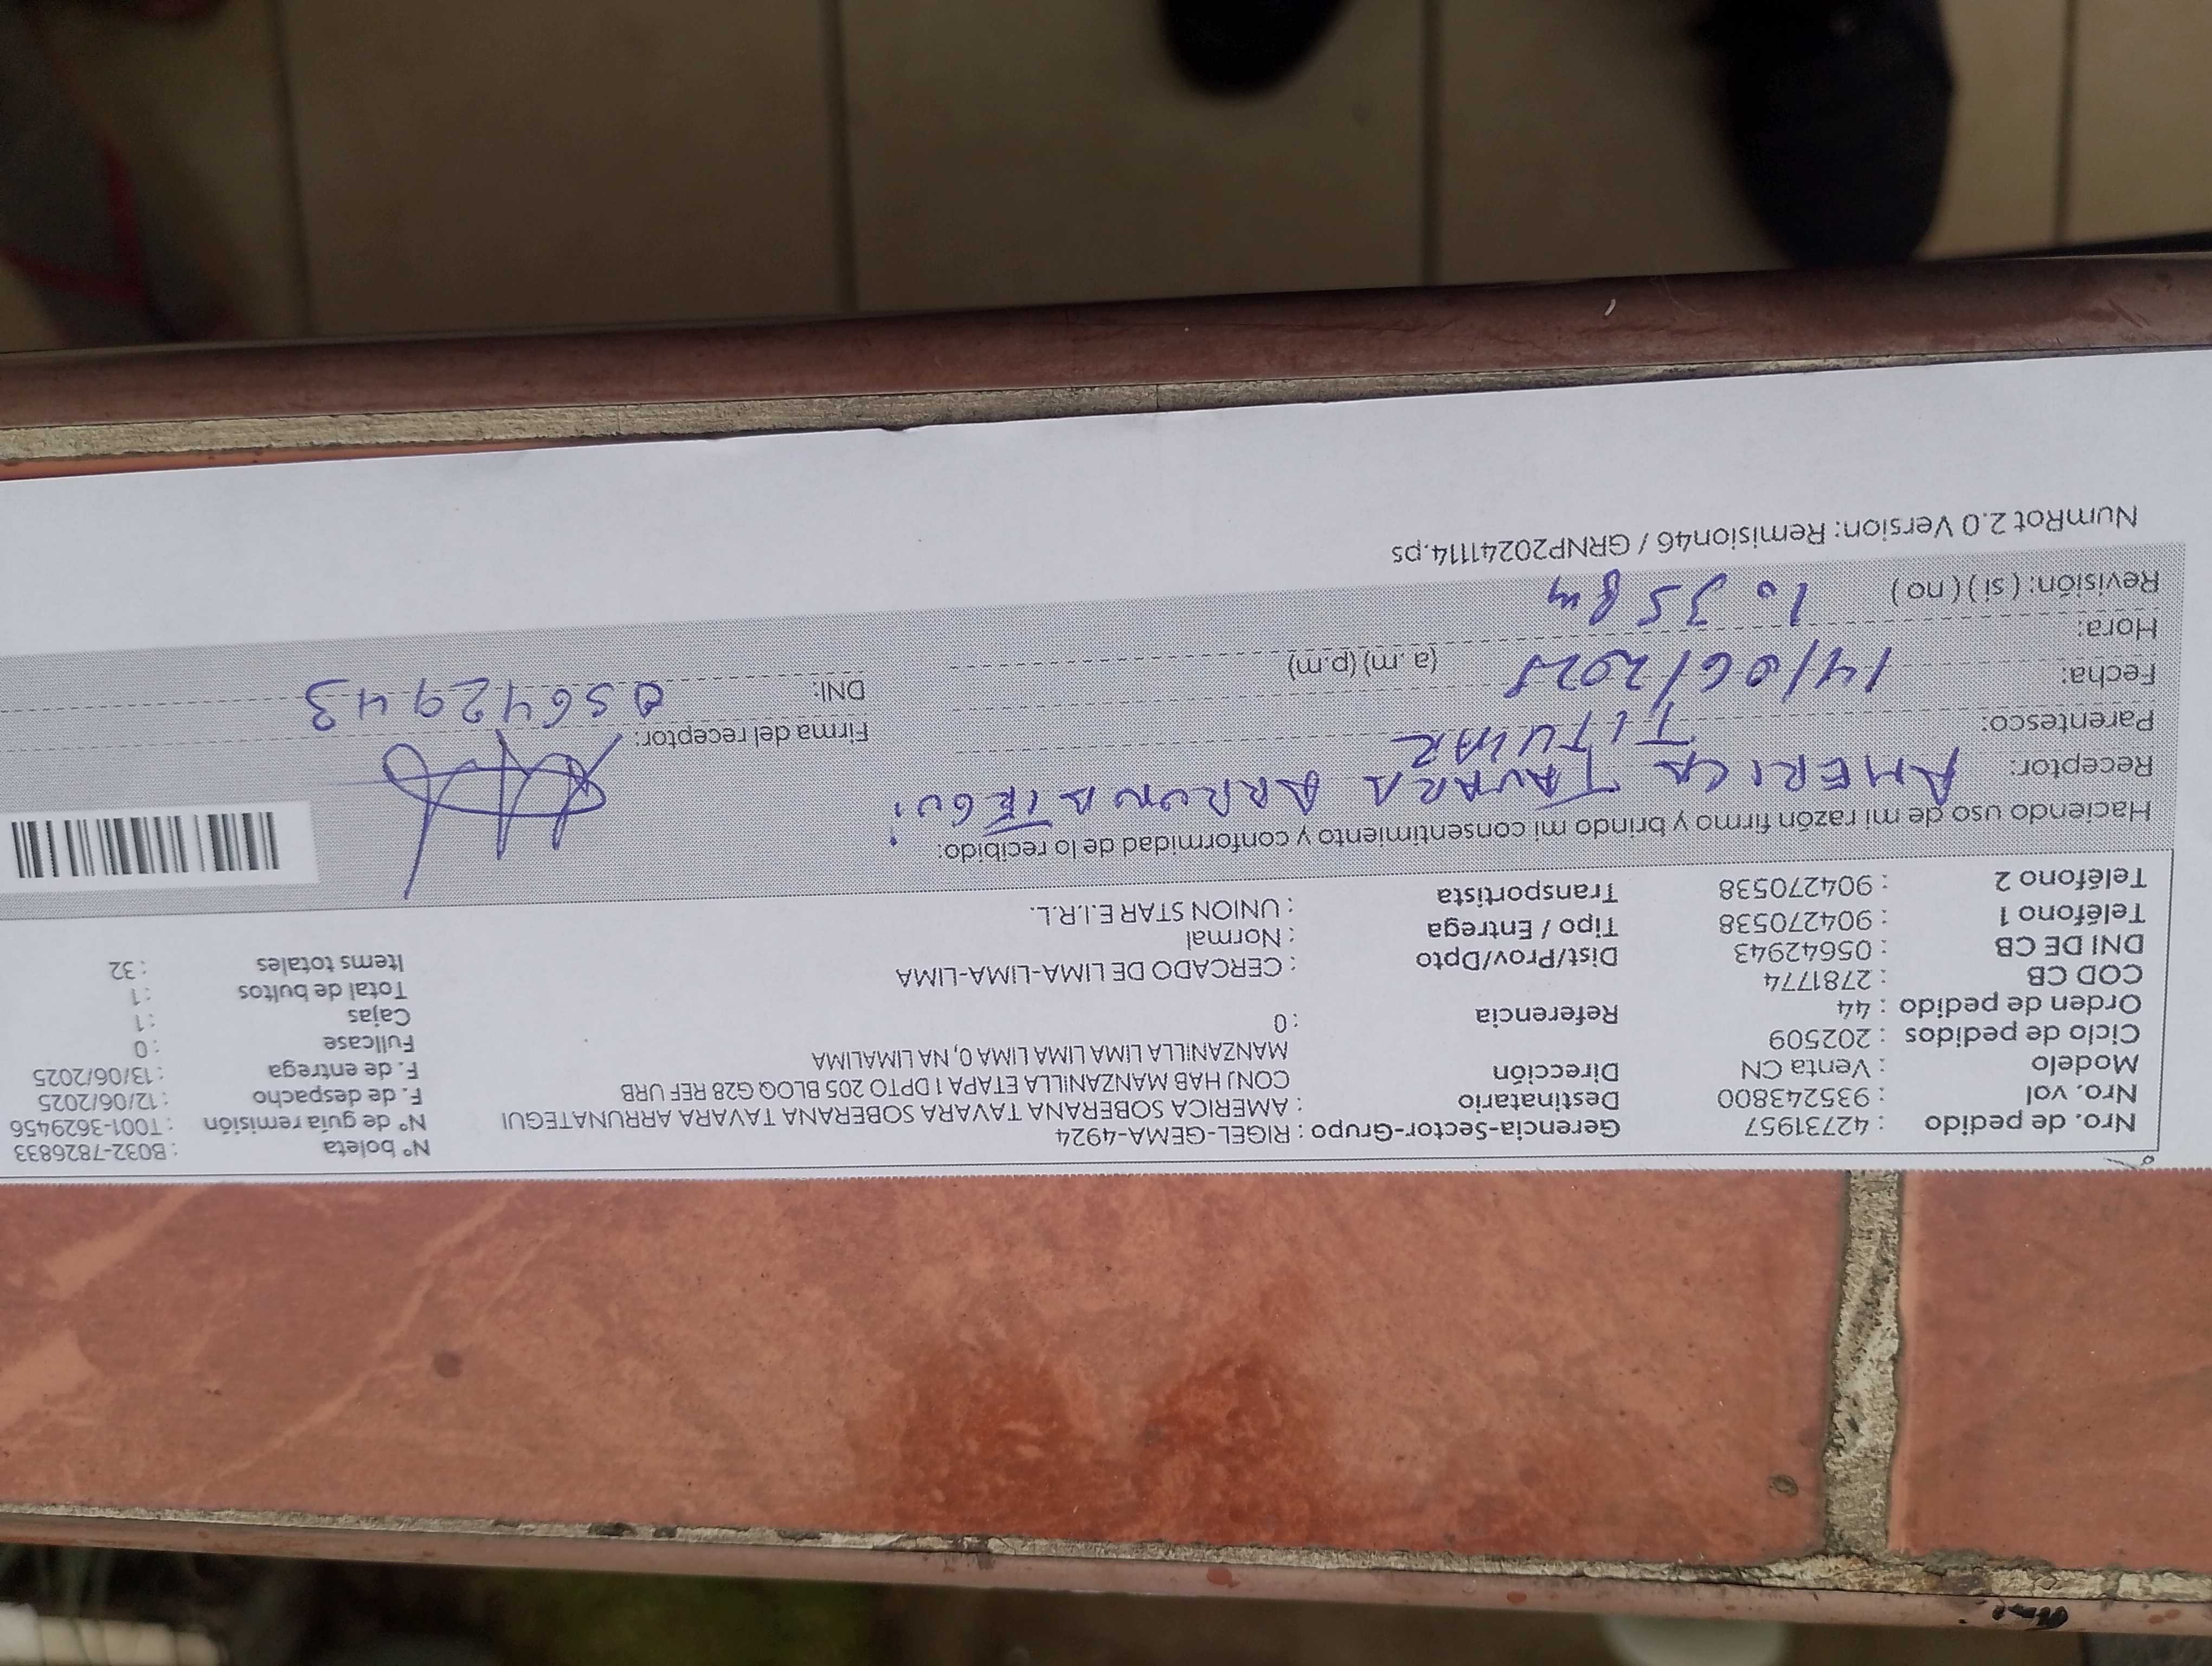 Nro. de pedido : 42731957 Gerencia-Sector-Grupo : RIGEL-GEMA-4924 Nº boleta : B032-7826833
Nro. vol : 935243800 Destinatario : AMERICA SOBERANA TAVARA SOBERANA TAVARA ARRUNATEGUI Nº de guía remisión : T001-3629456
Modelo : Venta CN Dirección CONJ HAB MANZANILLA ETAPA 1 DPTO 205 BLOQ G28 REF URB F. de despacho : 12/06/2025
Ciclo de pedidos : 202509 MANZANILLA LIMA LIMA LIMA 0, NA LIMALIMA F. de entrega : 13/06/2025
Orden de pedido : 44 Referencia : 0 Fullcase : 0
COD CB : 2781774 Cajas : 1
DNI DE CB : 05642943 Dist/Prov/Dpto : CERCADO DE LIMA-LIMA-LIMA Total de bultos : 1
Teléfono 1 : 904270538 Tipo / Entrega : Normal Items totales : 32
Teléfono 2 : 904270538 Transportista : UNION STAR E.I.R.L.
Haciendo uso de mi razón firmo y brindo mi consentimiento y conformidad de lo recibido:
Receptor: AMERICA TAVARA ARRUNATEGUI
Parentesco: TITULAR Firma del receptor:
Fecha: 14/06/2025 DNI: 05642943
Hora: (a.m) (p.m)
Revisión: ( si ) ( no )
NumRot 2.0 Version: Remision46 / GRNP20241114.ps